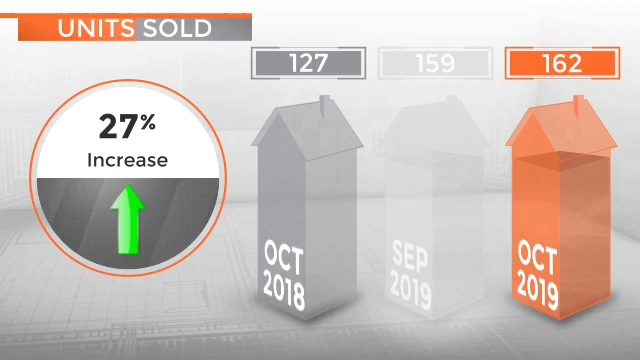 UNITS SOLD
127
159
162
27%
Increase
OCT
2018
SEP
2019
OCT
2019